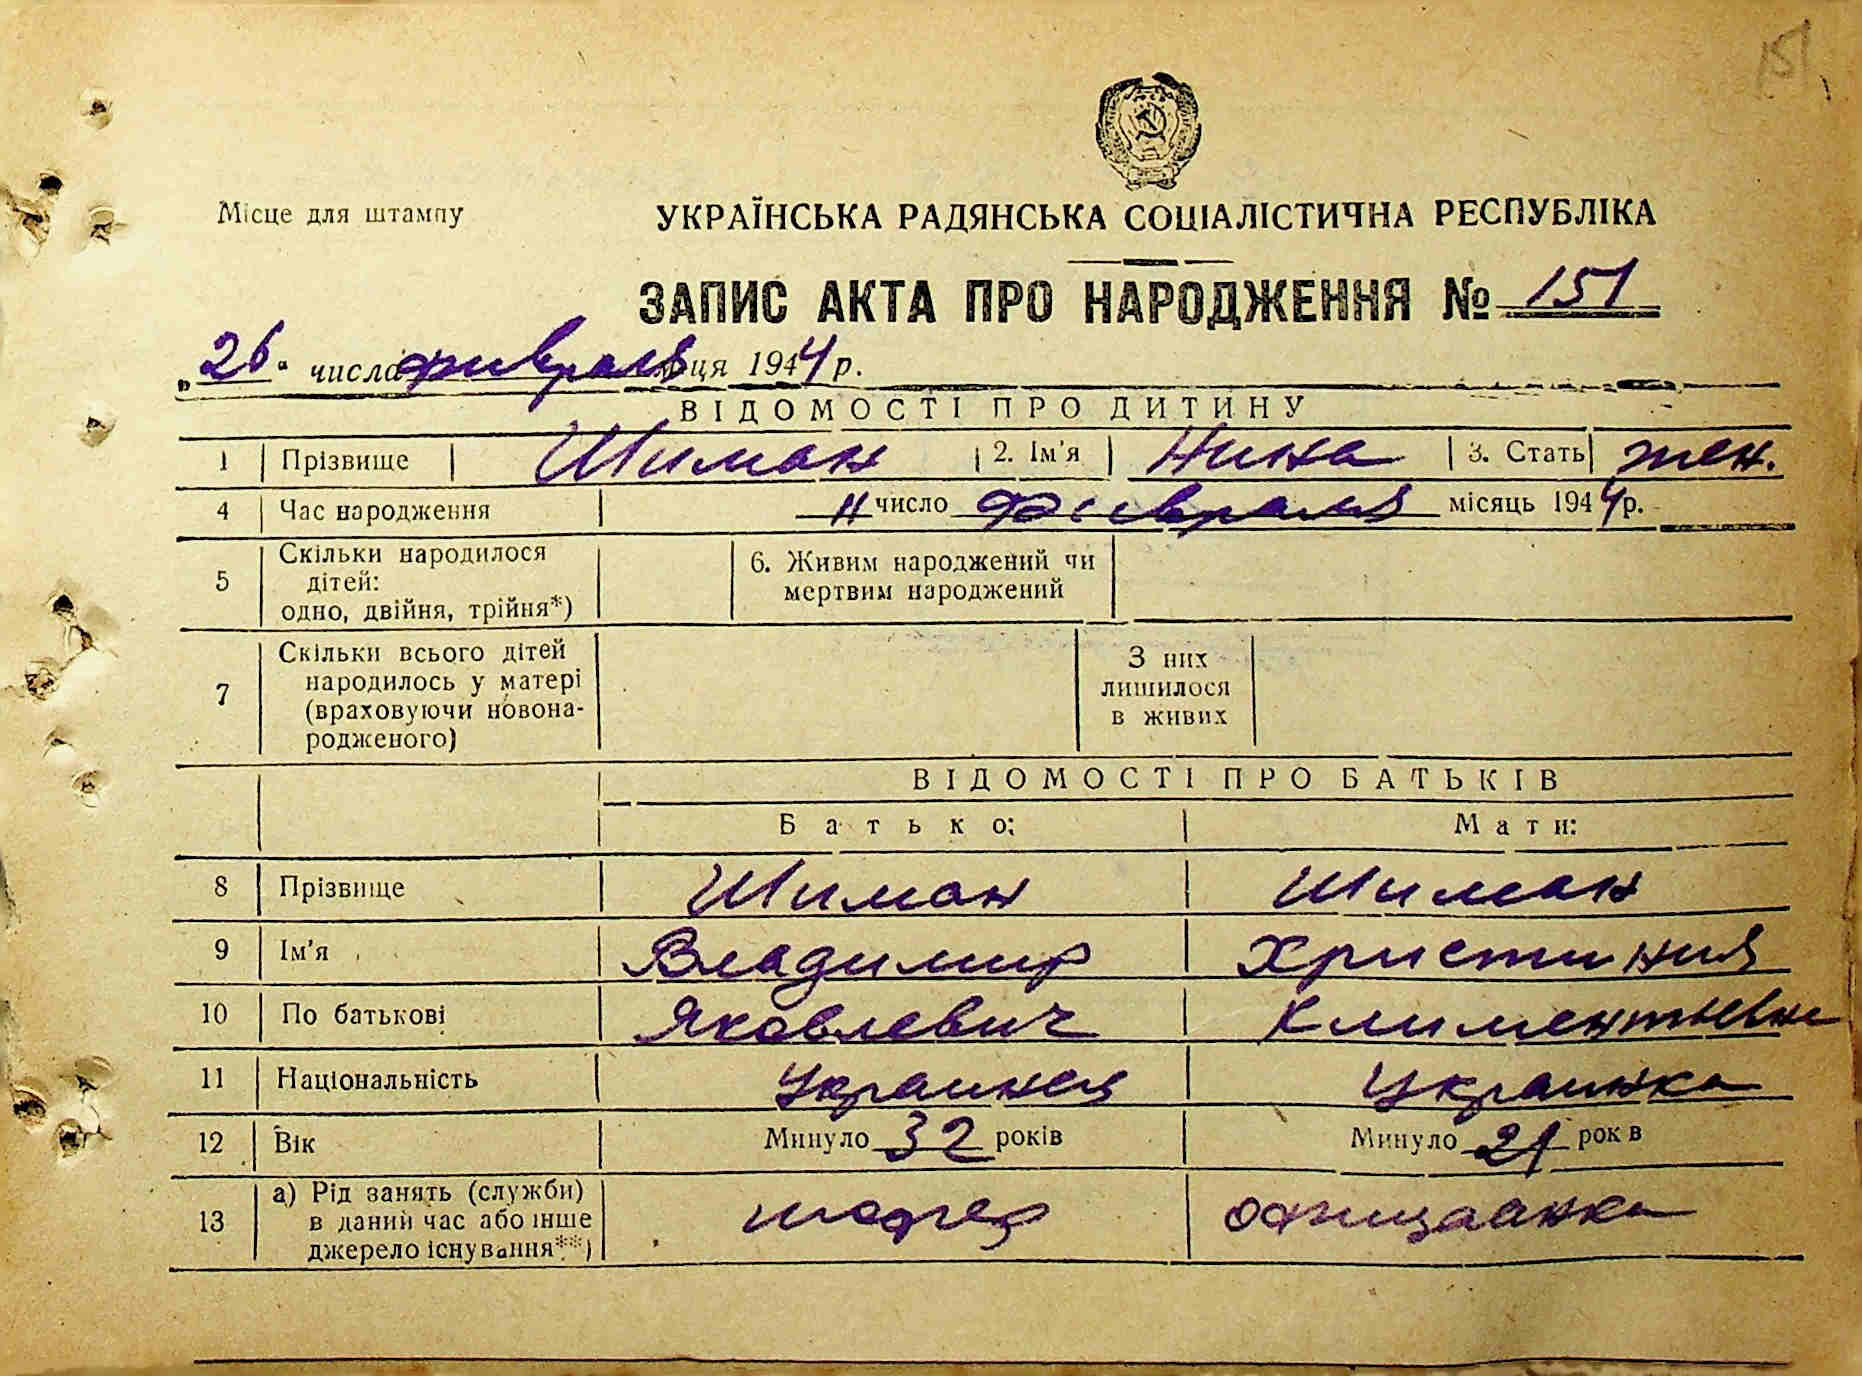 151
Місце для штампу
УКРАЇНСЬКА РАДЯНСЬКА СОЦІАЛІСТИЧНА РЕСПУБЛІКА
ЗАПИС АКТА ПРО НАРОДЖЕННЯ № 151
„26“ числа февраля 1944 р.
ВІДОМОСТІ ПРО ДИТИНУ
1 Прізвище Шиман 2. Ім'я Нина 3. Стать жен.
4 Час народження 11 число Февраля місяць 1944 р.
5 Скільки народилося дітей: одно, двійня, трійня*)
6. Живим народжений чи мертвим народжений
7 Скільки всього дітей народилось у матері (враховуючи новонародженого)
З них лишилося в живих
ВІДОМОСТІ ПРО БАТЬКІВ
Батько: Мати:
8 Прізвище Шиман Шиман
9 Ім'я Владимир Христиния
10 По батькові Яковлевич Климентьевна
11 Національність Украинец Украинка
12 Вік Минуло 32 років Минуло 21 рок в
13 а) Рід занять (служби) в даний час або інше джерело існування**) шофер